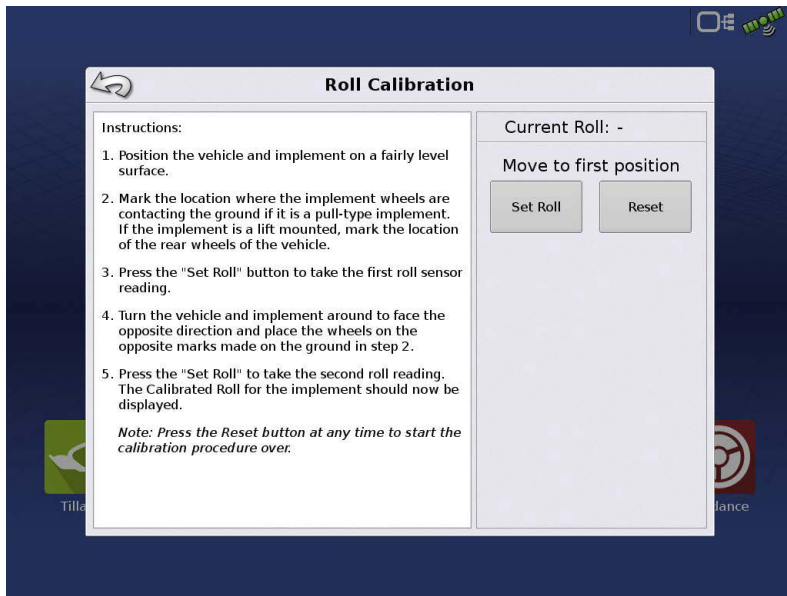 Roll Calibration
Instructions:
1. Position the vehicle and implement on a fairly level
surface.
2. Mark the location where the implement wheels are
contacting the ground if it is a pull-type implement.
If the implement is a lift mounted, mark the location
of the rear wheels of the vehicle.
3. Press the "Set Roll" button to take the first roll sensor
reading.
4. Turn the vehicle and implement around to face the
opposite direction and place the wheels on the
opposite marks made on the ground in step 2.
5. Press the "Set Roll" to take the second roll reading.
The Calibrated Roll for the implement should now be
displayed.
Note: Press the Reset button at any time to start the
calibration procedure over.
Current Roll: -
Move to first position
Set Roll Reset
Tilla
dance